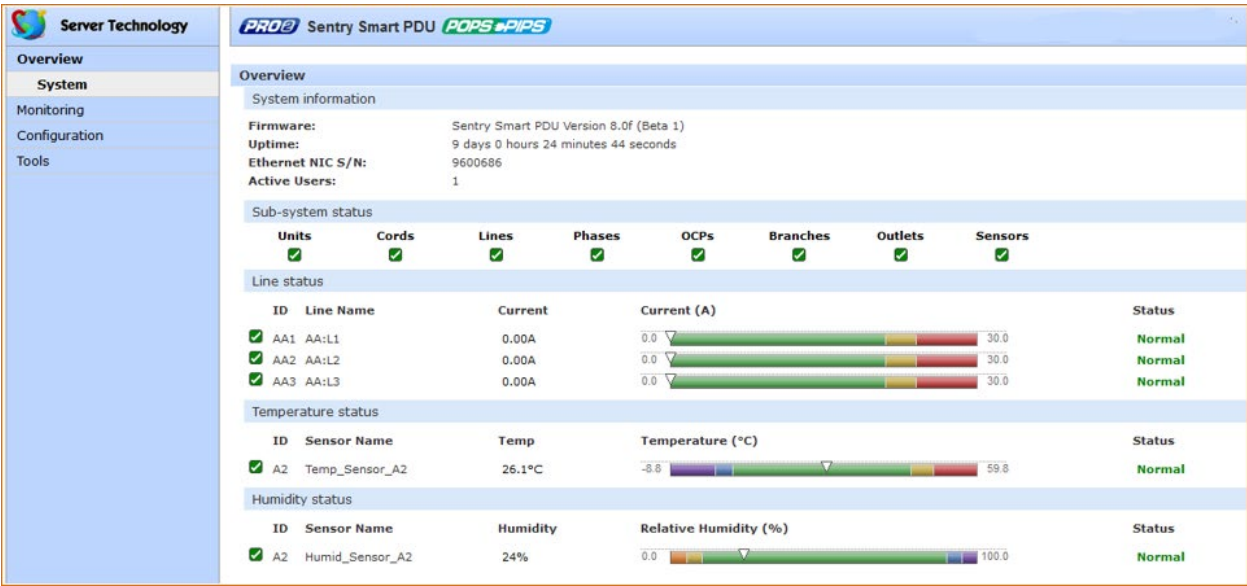 Server Technology
PRO2 Sentry Smart PDU POPS PIPS
Overview
System
Monitoring
Configuration
Tools
Overview
System information
Firmware: Sentry Smart PDU Version 8.0f (Beta 1)
Uptime: 9 days 0 hours 24 minutes 44 seconds
Ethernet NIC S/N: 9600686
Active Users: 1
Sub-system status
Units Cords Lines Phases OCPs Branches Outlets Sensors
Line status
ID Line Name Current Current (A) Status
AA1 AA:L1 0.00A 0.0 30.0 Normal
AA2 AA:L2 0.00A 0.0 30.0 Normal
AA3 AA:L3 0.00A 0.0 30.0 Normal
Temperature status
ID Sensor Name Temp Temperature (°C) Status
A2 Temp_Sensor_A2 26.1°C -8.8 59.8 Normal
Humidity status
ID Sensor Name Humidity Relative Humidity (%) Status
A2 Humid_Sensor_A2 24% 0.0 100.0 Normal